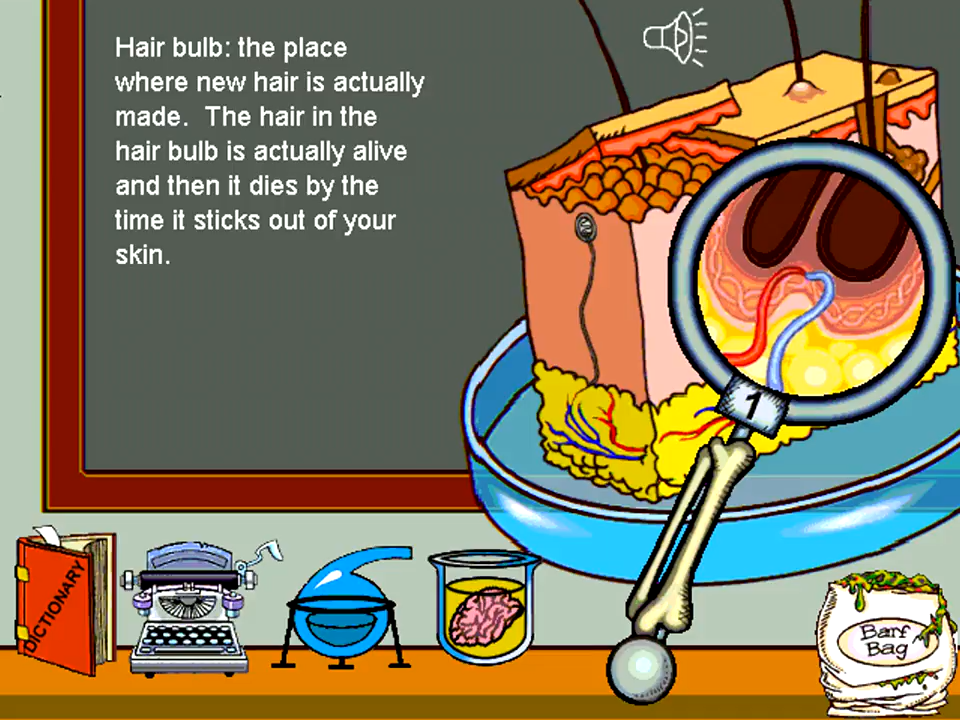 Hair bulb: the place
where new hair is actually
made.  The hair in the
hair bulb is actually alive
and then it dies by the
time it sticks out of your
skin.
1
DICTIONARY
Barf
Bag